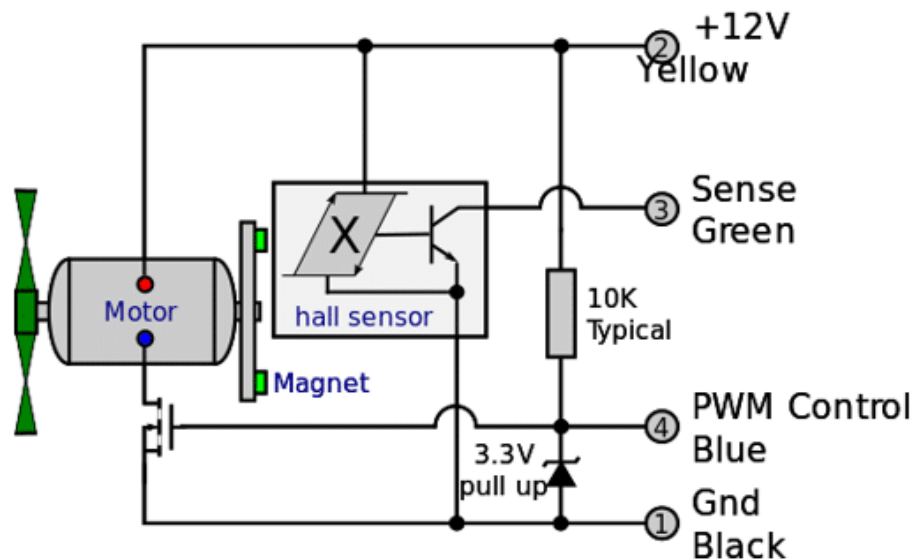 +12V
2
Yellow
X
3
Sense
Green
hall sensor
10K
Typical
Motor
Magnet
PWM Control
4
Blue
3.3V
pull up
Gnd
1
Black